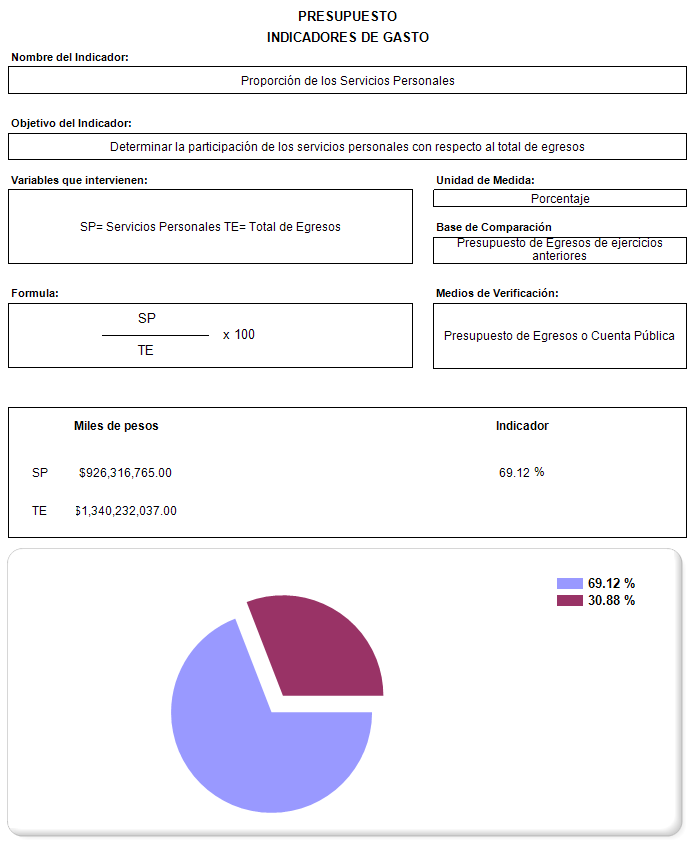 PRESUPUESTO
INDICADORES DE GASTO
Nombre del Indicador:
Proporción de los Servicios Personales
Objetivo del Indicador:
Determinar la participación de los servicios personales con respecto al total de egresos
Variables que intervienen:
SP= Servicios Personales TE= Total de Egresos
Unidad de Medida:
Porcentaje
Base de Comparación
Presupuesto de Egresos de ejercicios
anteriores
Formula:
SP
x 100
TE
Medios de Verificación:
Presupuesto de Egresos o Cuenta Pública
Miles de pesos Indicador
SP $926,316,765.00 69.12 %
TE $1,340,232,037.00
69.12 %
30.88 %